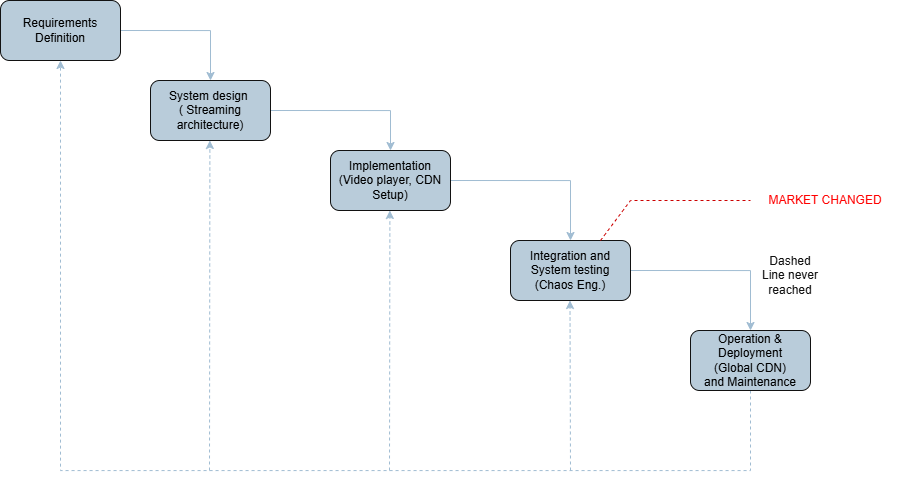 Requirements
Definition
System design
( Streaming
architecture)
Implementation
(Video player, CDN
Setup)
MARKET CHANGED
Integration and
System testing
(Chaos Eng.)
Dashed
Line never
reached
Operation &
Deployment
(Global CDN)
and Maintenance